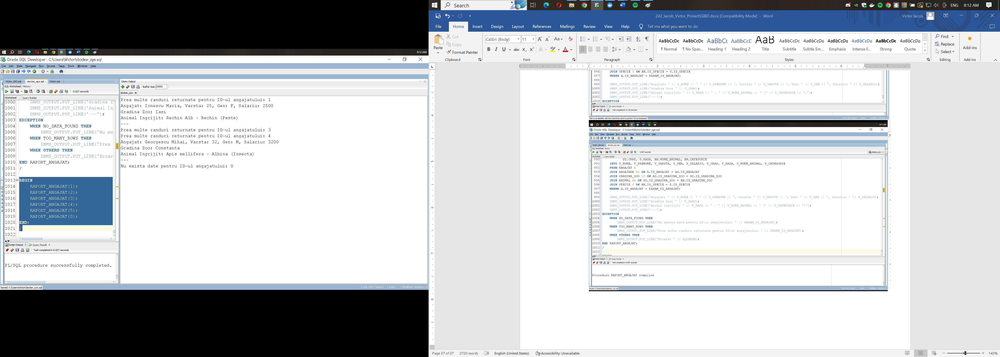 8:12 AM
Oracle SQL Developer : C:\Users\Victor\docker_sys.sql
File Edit View Navigate Run Source Team Tools Window Help
Victor_242.sql docker_sys.sql Victor.sql
SQL Worksheet History
0.027 seconds
Worksheet Query Builder
1000 DBMS_OUTPUT.PUT_LINE('Gradina Z
1001 DBMS_OUTPUT.PUT_LINE('Animal In
1002 DBMS_OUTPUT.PUT_LINE('---');
1003 EXCEPTION
1004 WHEN NO_DATA_FOUND THEN
1005 DBMS_OUTPUT.PUT_LINE('Nu ex
1006 WHEN TOO_MANY_ROWS THEN
1007 DBMS_OUTPUT.PUT_LINE('Prea
1008 WHEN OTHERS THEN
1009 DBMS_OUTPUT.PUT_LINE('Eroar
1010 END RAPORT_ANGAJAT;
1011 /
1012
1013 BEGIN
1014 RAPORT_ANGAJAT(1);
1015 RAPORT_ANGAJAT(2);
1016 RAPORT_ANGAJAT(3);
1017 RAPORT_ANGAJAT(4);
1018 RAPORT_ANGAJAT(5);
1019 RAPORT_ANGAJAT(0);
1020 END;
1021 /
1022
Script Output Query Result
Task completed in 0.027 seconds
PL/SQL procedure successfully completed.
Saved: C:\Users\Victor\docker_sys.sql
Dbms Output
Buffer Size: 20000
docker_sys
Prea multe randuri returnate pentru ID-ul angajatului: 1
Angajat: Ionescu Maria, Varsta: 25, Gen: F, Salariu: 2500
Gradina Zoo: Iasi
Animal Ingrijit: Rechin Alb - Rechin (Peste)
---
Prea multe randuri returnate pentru ID-ul angajatului: 3
Prea multe randuri returnate pentru ID-ul angajatului: 4
Angajat: Georgescu Mihai, Varsta: 32, Gen: M, Salariu: 3200
Gradina Zoo: Constanta
Animal Ingrijit: Apis mellifera - Albina (Insecta)
---
Nu exista date pentru ID-ul angajatului: 0
Line 1021 Column 2 Insert Modified Windows: C
Search
ENG 8:12 AM
242_Iacob_Victor_ProiectSGBD.docx [Compatibility Mode] - Word
Victor Iacob
File Home Insert Design Layout References Mailings Review View Help Tell me what you want to do
Paste
Cut
Copy
Format Painter
Clipboard
Calibri (Body) 11
Font
Paragraph
AaBbCcDc AaBbCcDc AaBbCc AaBbCcE AaB AaBbCcDc AaBbCcDa AaBbCcDa AaBbCcDa AaBbCcDc AaBbCcDa
¶ Normal ¶ No Spac... Heading 1 Heading 2 Title Subtitle Subtle Em... Emphasis Intense E... Strong Quote
Styles
Find
Replace
Select
Editing
Add-ins
Add-ins
1 1 2 3 4 5 6 7
996 JOIN SPECIE S ON AN.ID_SPECIE = S.ID_SPECIE
997 WHERE A.ID_ANGAJAT = PARAM_ID_ANGAJAT;
998
999 DBMS_OUTPUT.PUT_LINE('Angajat: ' || V_NUME || ' ' || V_PRENUME || ', Varsta: ' || V_VARSTA || ', Gen: ' || V_GEN || ', Salariu: ' || V_SALARIU);
1000 DBMS_OUTPUT.PUT_LINE('Gradina Zoo: ' || V_ORAS);
1001 DBMS_OUTPUT.PUT_LINE('Animal Ingrijit: ' || V_RASA || ' - ' || V_NUME_ANIMAL || ' (' || V_CATEGORIE || ')');
1002 DBMS_OUTPUT.PUT_LINE('---');
1003 EXCEPTION
Script Output Query Result
Task completed in 0.136 seconds
Click on an identifier with the Control key down to perform "Go to Declaration"
8:11 AM
Oracle SQL Developer : C:\Users\Victor\docker_sys.sql
File Edit View Navigate Run Source Team Tools Window Help
Victor_242.sql docker_sys.sql Victor.sql
SQL Worksheet History
0.057 seconds
docker_sys
Worksheet Query Builder
990 GZ.ORAS, S.RASA, AN.NUME_ANIMAL, AN.CATEGORIE
991 INTO V_NUME, V_PRENUME, V_VARSTA, V_GEN, V_SALARIU, V_ORAS, V_RASA, V_NUME_ANIMAL, V_CATEGORIE
992 FROM ANGAJAT A
993 JOIN ANGAJARE AG ON A.ID_ANGAJAT = AG.ID_ANGAJAT
994 JOIN GRADINA_ZOO GZ ON AG.ID_GRADINA_ZOO = GZ.ID_GRADINA_ZOO
995 JOIN ANIMAL AN ON GZ.ID_GRADINA_ZOO = AN.ID_GRADINA_ZOO
996 JOIN SPECIE S ON AN.ID_SPECIE = S.ID_SPECIE
997 WHERE A.ID_ANGAJAT = PARAM_ID_ANGAJAT;
998
999 DBMS_OUTPUT.PUT_LINE('Angajat: ' || V_NUME || ' ' || V_PRENUME || ', Varsta: ' || V_VARSTA || ', Gen: ' || V_GEN || ', Salariu: ' || V_SALARIU);
1000 DBMS_OUTPUT.PUT_LINE('Gradina Zoo: ' || V_ORAS);
1001 DBMS_OUTPUT.PUT_LINE('Animal Ingrijit: ' || V_RASA || ' - ' || V_NUME_ANIMAL || ' (' || V_CATEGORIE || ')');
1002 DBMS_OUTPUT.PUT_LINE('---');
1003 EXCEPTION
1004 WHEN NO_DATA_FOUND THEN
1005 DBMS_OUTPUT.PUT_LINE('Nu exista date pentru ID-ul angajatului: ' || PARAM_ID_ANGAJAT);
1006 WHEN TOO_MANY_ROWS THEN
1007 DBMS_OUTPUT.PUT_LINE('Prea multe randuri returnate pentru ID-ul angajatului: ' || PARAM_ID_ANGAJAT);
1008 WHEN OTHERS THEN
1009 DBMS_OUTPUT.PUT_LINE('Eroare: ' || SQLERRM);
1010 END RAPORT_ANGAJAT;
1011 /
1012
Script Output Query Result
Task completed in 0.057 seconds
Procedure RAPORT_ANGAJAT compiled
Saved: C:\Users\Victor\docker_sys.sql
Page 37 of 37 2720 words English (United States) Accessibility: Unavailable 143%